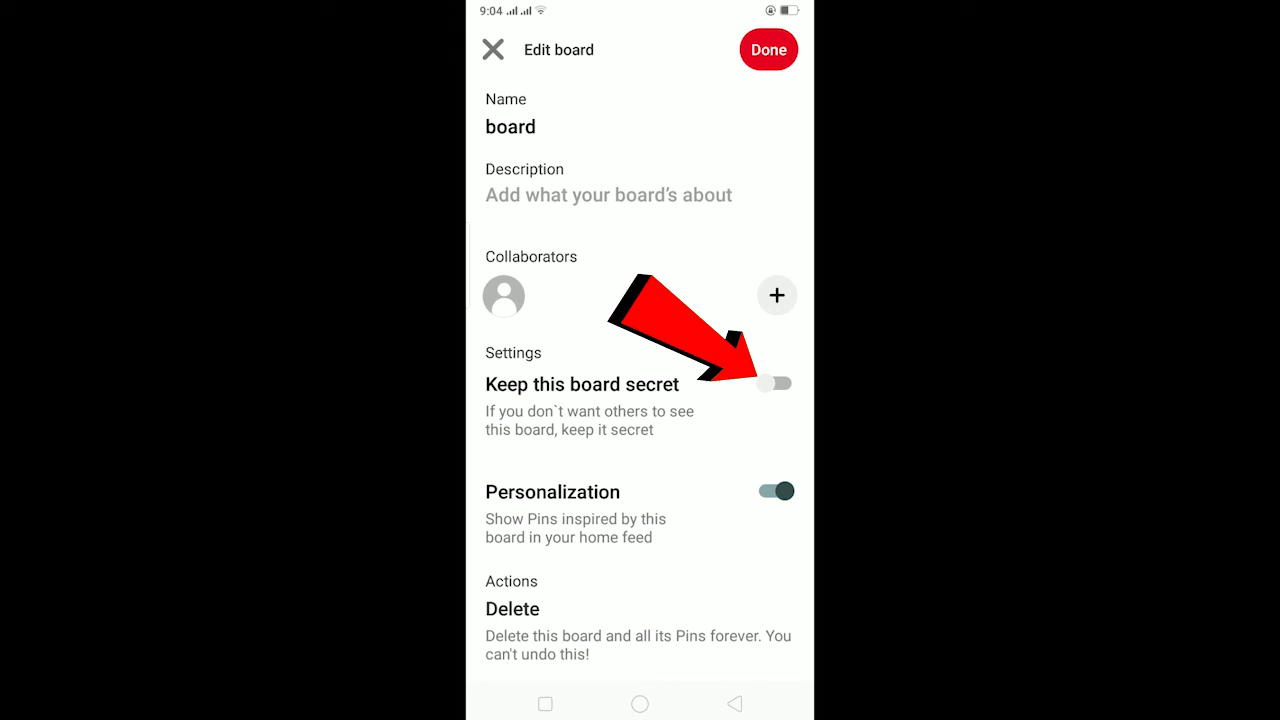 9:04
Edit board
Done
Name
board
Description
Add what your board’s about
Collaborators
Settings
Keep this board secret
If you don`t want others to see
this board, keep it secret
Personalization
Show Pins inspired by this
board in your home feed
Actions
Delete
Delete this board and all its Pins forever. You
can't undo this!